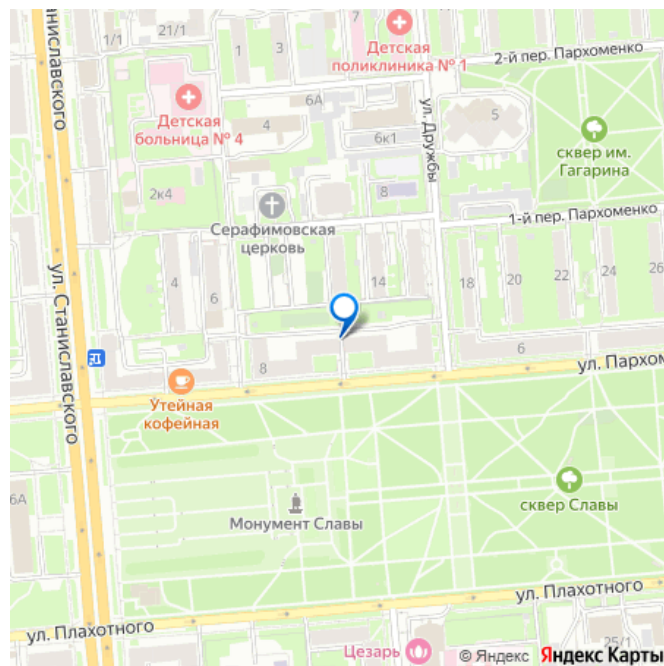 аниславского
1/1
21/1
1
3
7
Детская
поликлиника № 1
2-й пер. Пархоменко
Детская
больница № 4
6А
4
6к1
ул. Дружбы
5
сквер им.
Гагарина
2к4
8
Серафимовская
церковь
1-й пер. Пархоменко
ул. Станиславского
4
6
14
18
20
22
24
26
8
6
ул. Пархом
Утейная
кофейная
6А
Монумент Славы
сквер Славы
ул. Плахотного
ул. Плахотного
Цезарь
25/1
© Яндекс Яндекс Карты